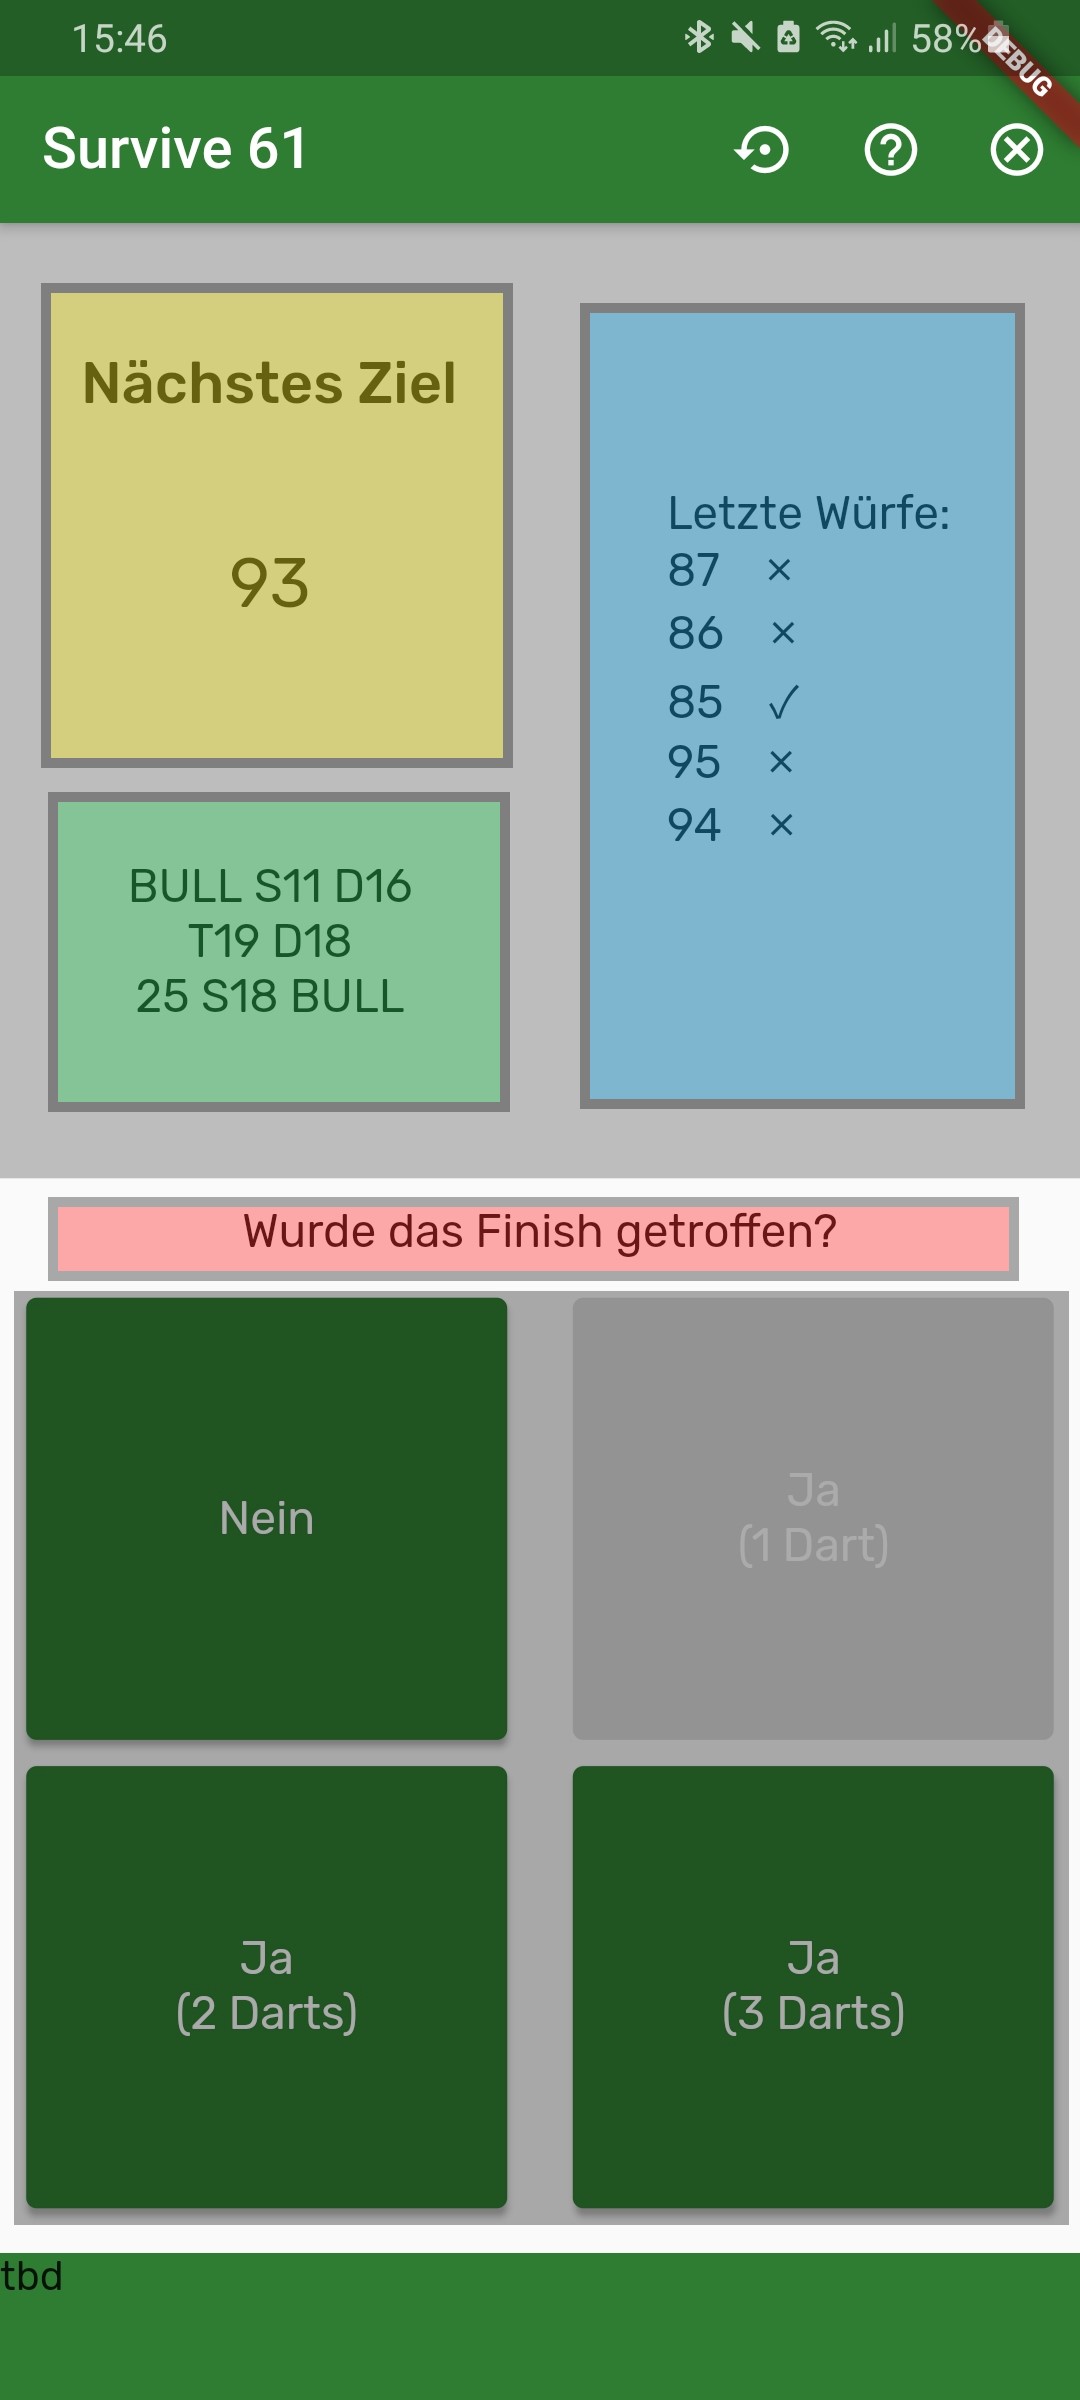 15:46
58%
DEBUG
Survive 61
Nächstes Ziel
93
BULL S11 D16
T19 D18
25 S18 BULL
Letzte Würfe:
87 ×
86 ×
85 ✓
95 ×
94 ×
Wurde das Finish getroffen?
Nein
Ja
(1 Dart)
Ja
(2 Darts)
Ja
(3 Darts)
tbd